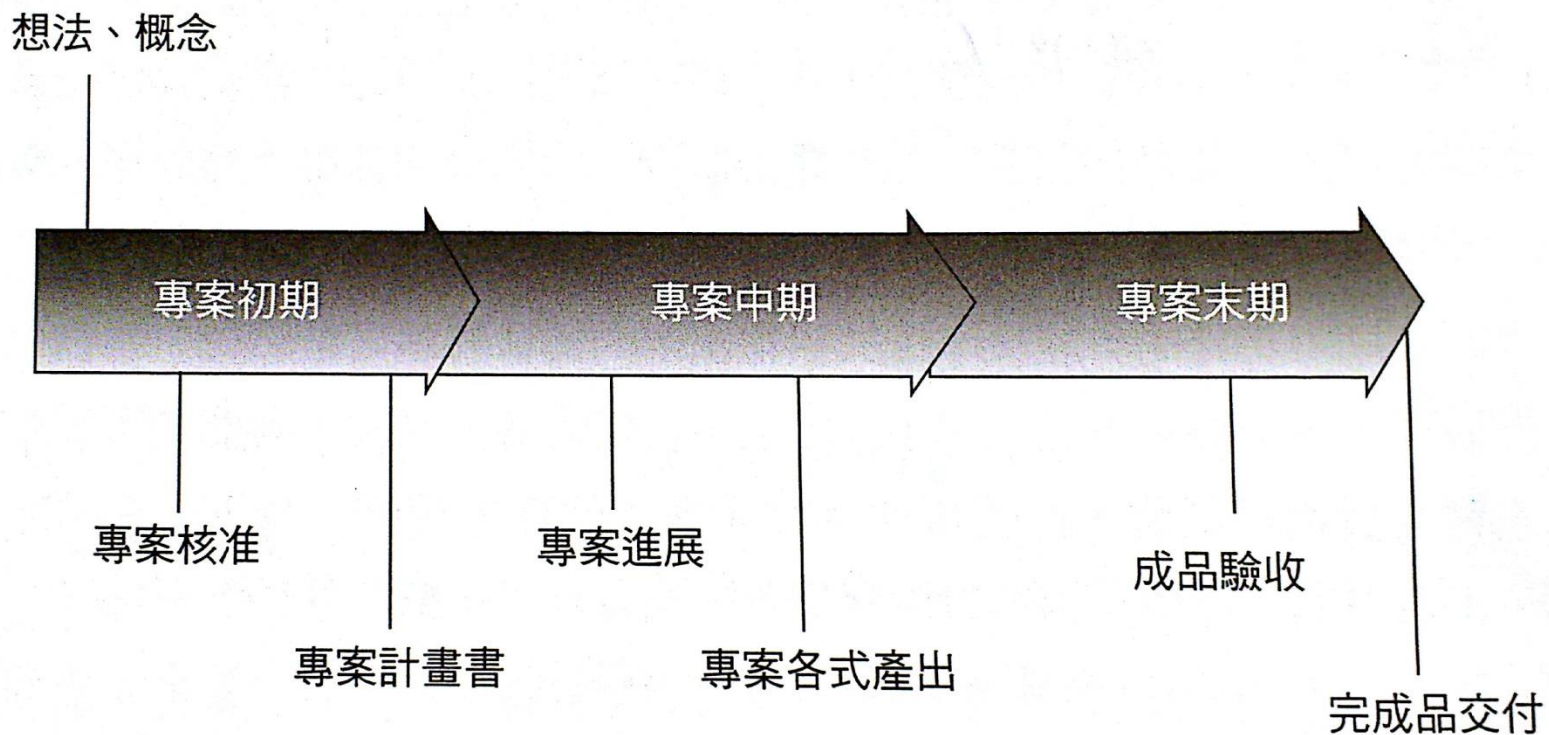 想法、概念
專案初期
專案中期
專案末期
專案核准
專案進展
成品驗收
專案計畫書
專案各式產出
完成品交付